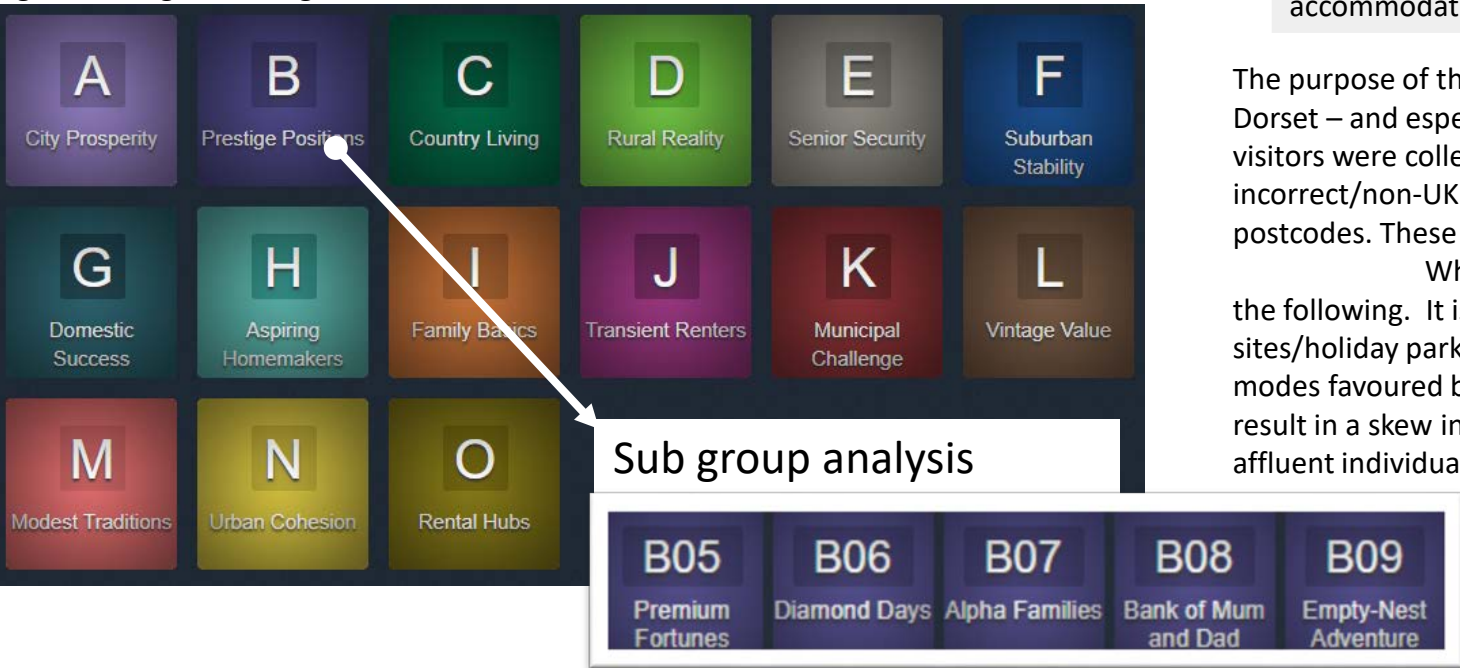 A
City Prosperity
B
Prestige Positions
C
Country Living
D
Rural Reality
E
Senior Security
F
Suburban
Stability
G
Domestic
Success
H
Aspiring
Homemakers
I
Family Basics
J
Transient Renters
K
Municipal
Challenge
L
Vintage Value
M
Modest Traditions
N
Urban Cohesion
O
Rental Hubs
Sub group analysis
B05
Premium
Fortunes
B06
Diamond Days
B07
Alpha Families
B08
Bank of Mum
and Dad
B09
Empty-Nest
Adventure
accommodat
The purpose of th
Dorset – and espe
visitors were colle
incorrect/non-UK
postcodes. These
Wh
the following.  It is
sites/holiday park
modes favoured b
result in a skew in
affluent individua